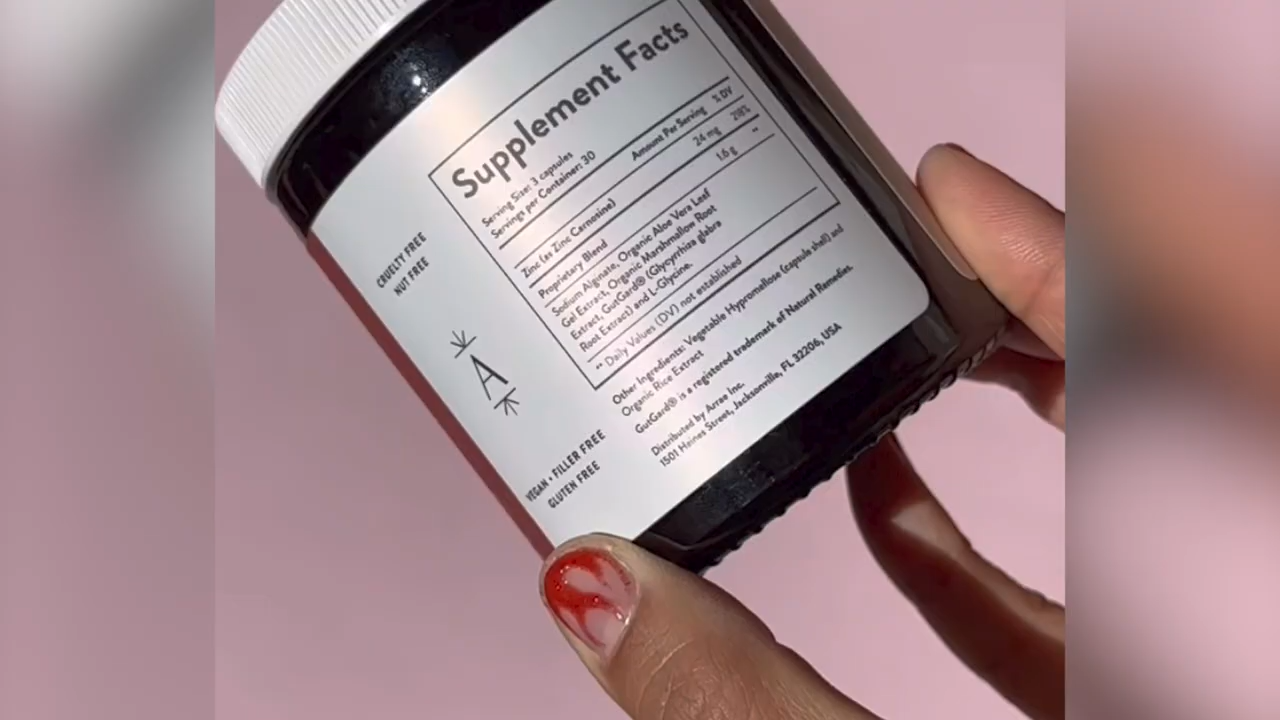 Supplement Facts
Serving Size: 3 capsules
Servings per Container: 30
Amount Per Serving % DV
Zinc (as Zinc Carnosine) 24 mg 218%
Proprietary Blend 1.6 g **
Sodium Alginate, Organic Aloe Vera Leaf
Gel Extract, Organic Marshmallow Root
Extract, GutGard® (Glycyrrhiza glabra
Root Extract) and L-Glycine.
** Daily Values (DV) not established
Other Ingredients: Vegetable Hypromellose (capsule shell) and
Organic Rice Extract
GutGard® is a registered trademark of Natural Remedies.
Distributed by Arrae Inc.
1501 Haines Street, Jacksonville, FL 32206, USA
CRUELTY FREE
NUT FREE
A
VEGAN • FILLER FREE
GLUTEN FREE